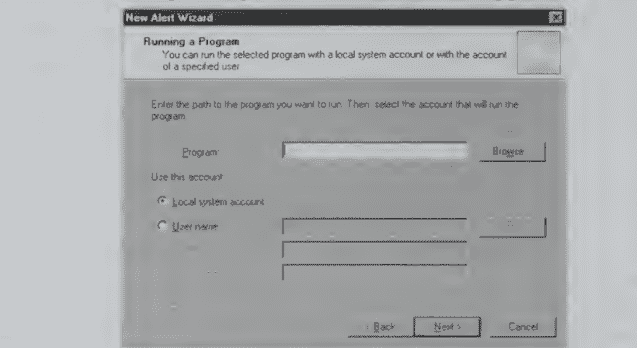 New Alert Wizard
Running a Program
You can run the selected program with a local system account or with the account
of a specified user
Enter the path to the program you want to run. Then select the account that will run the
program
Program:
Browse
Use this account
Local system account
User name
< Back
Next >
Cancel